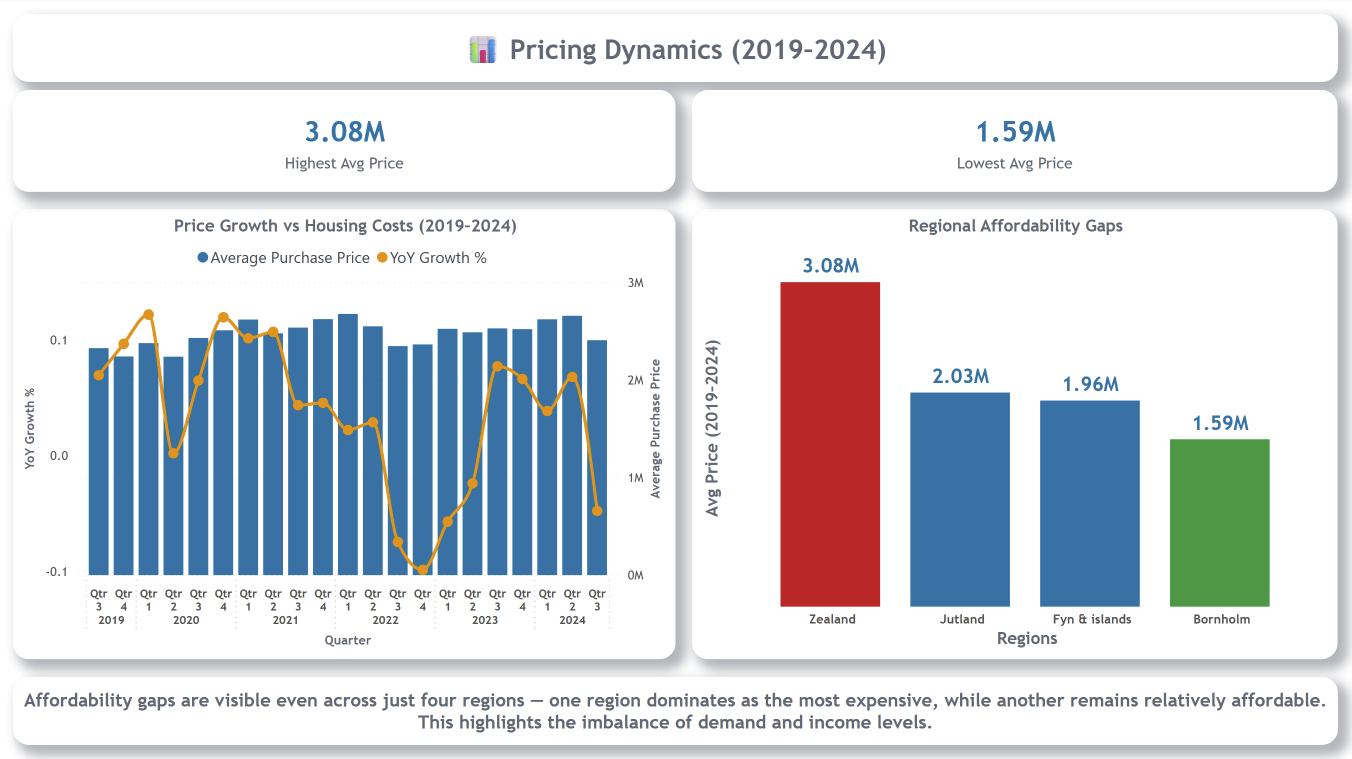 Pricing Dynamics (2019-2024)
3.08M
Highest Avg Price
1.59M
Lowest Avg Price
Price Growth vs Housing Costs (2019-2024)
Average Purchase Price
YoY Growth %
YoY Growth %
0.1
0.0
-0.1
3M
2M
1M
0M
Average Purchase Price
Qtr Qtr Qtr Qtr Qtr Qtr Qtr Qtr Qtr Qtr Qtr Qtr Qtr Qtr Qtr Qtr Qtr Qtr Qtr Qtr Qtr
3 4 1 2 3 4 1 2 3 4 1 2 3 4 1 2 3 4 1 2 3
2019 2020 2021 2022 2023 2024
Quarter
Regional Affordability Gaps
Avg Price (2019-2024)
3.08M
2.03M
1.96M
1.59M
Zealand
Jutland
Fyn & islands
Bornholm
Regions
Affordability gaps are visible even across just four regions — one region dominates as the most expensive, while another remains relatively affordable.
This highlights the imbalance of demand and income levels.